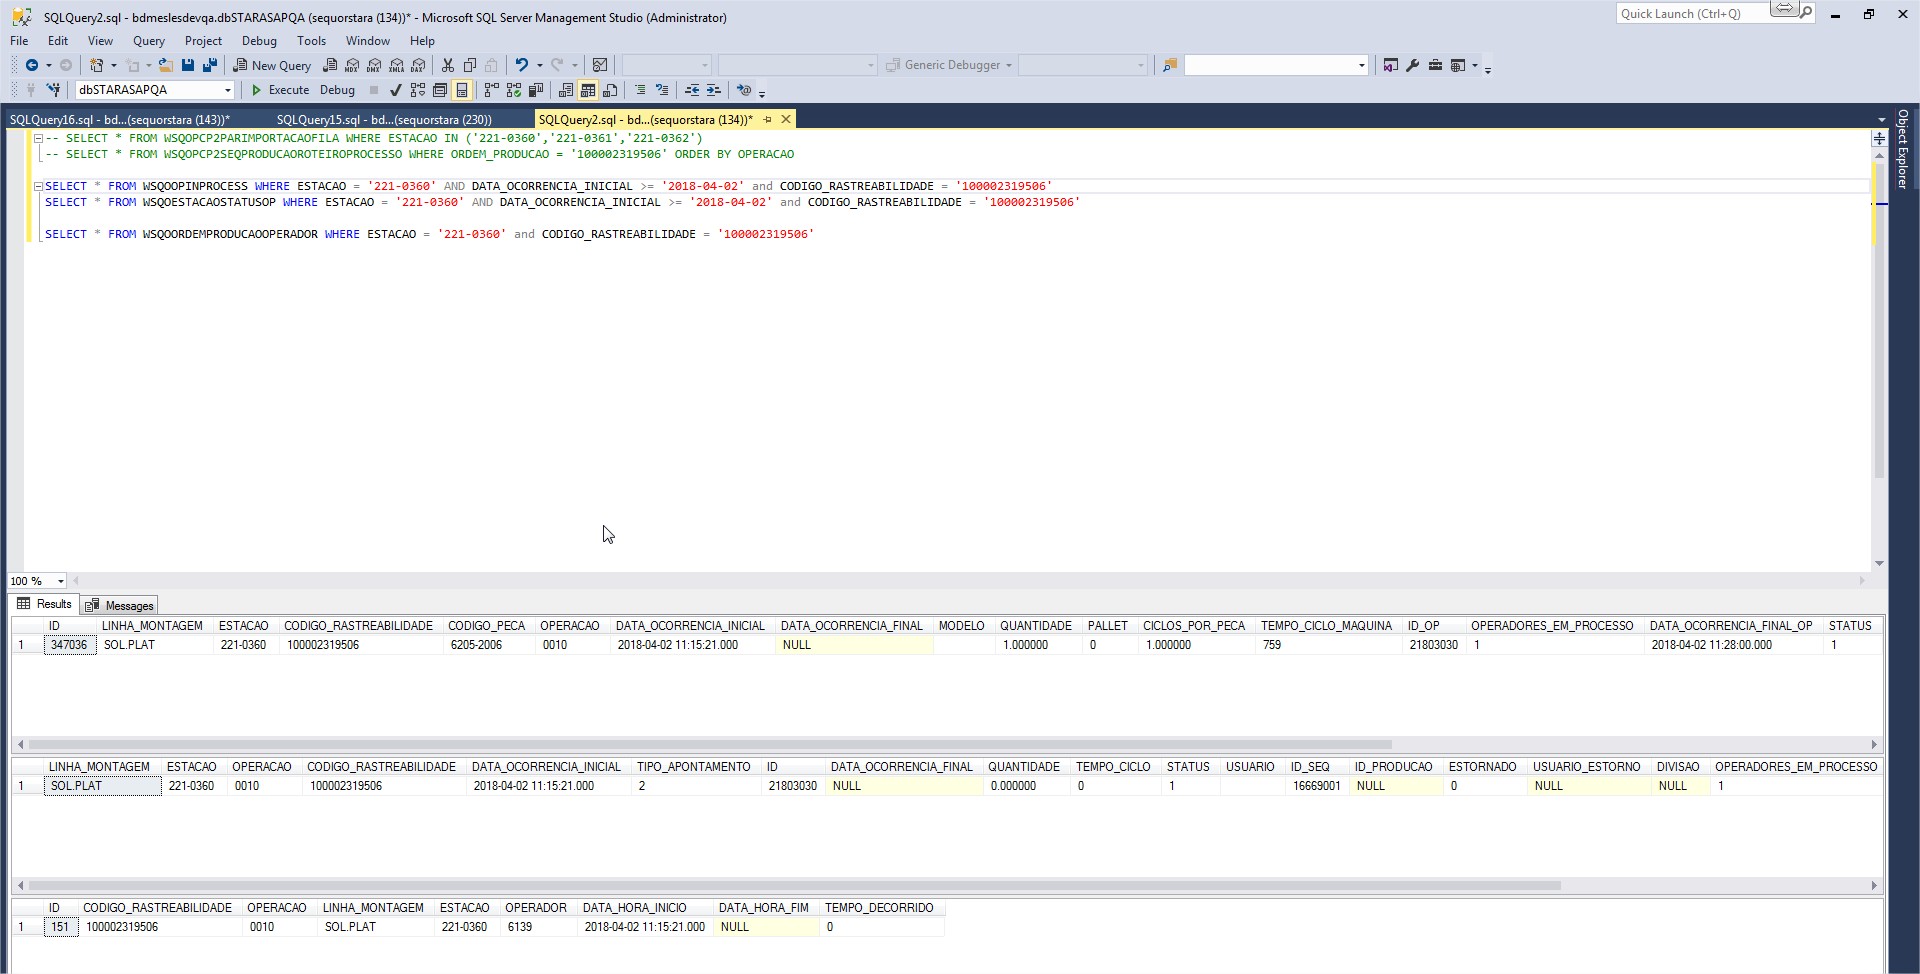 SQLQuery2.sql - bdmeslesdevqa.dbSTARASAPQA (sequorstara (134))* - Microsoft SQL Server Management Studio (Administrator)
Quick Launch (Ctrl+Q)
File Edit View Query Project Debug Tools Window Help
New Query MDX DMX XMLA DAX Generic Debugger
dbSTARASAPQA Execute Debug
SQLQuery16.sql - bd...(sequorstara (143))* SQLQuery15.sql - bd...(sequorstara (230)) SQLQuery2.sql - bd...(sequorstara (134))*
Object Explorer
-- SELECT * FROM WSQOPCP2PARIMPORTACAOFILA WHERE ESTACAO IN ('221-0360','221-0361','221-0362')
-- SELECT * FROM WSQOPCP2SEQPRODUCAOROTEIROPROCESSO WHERE ORDEM_PRODUCAO = '100002319506' ORDER BY OPERACAO
SELECT * FROM WSQOOPINPROCESS WHERE ESTACAO = '221-0360' AND DATA_OCORRENCIA_INICIAL >= '2018-04-02' and CODIGO_RASTREABILIDADE = '100002319506'
SELECT * FROM WSQOESTACAOSTATUSOP WHERE ESTACAO = '221-0360' AND DATA_OCORRENCIA_INICIAL >= '2018-04-02' and CODIGO_RASTREABILIDADE = '100002319506'
SELECT * FROM WSQOORDEMPRODUCAOOPERADOR WHERE ESTACAO = '221-0360' and CODIGO_RASTREABILIDADE = '100002319506'
100 %
Results Messages
ID LINHA_MONTAGEM ESTACAO CODIGO_RASTREABILIDADE CODIGO_PECA OPERACAO DATA_OCORRENCIA_INICIAL DATA_OCORRENCIA_FINAL MODELO QUANTIDADE PALLET CICLOS_POR_PECA TEMPO_CICLO_MAQUINA ID_OP OPERADORES_EM_PROCESSO DATA_OCORRENCIA_FINAL_OP STATUS
1 347036 SOL.PLAT 221-0360 100002319506 6205-2006 0010 2018-04-02 11:15:21.000 NULL 1.000000 0 1.000000 759 21803030 1 2018-04-02 11:28:00.000 1
LINHA_MONTAGEM ESTACAO OPERACAO CODIGO_RASTREABILIDADE DATA_OCORRENCIA_INICIAL TIPO_APONTAMENTO ID DATA_OCORRENCIA_FINAL QUANTIDADE TEMPO_CICLO STATUS USUARIO ID_SEQ ID_PRODUCAO ESTORNADO USUARIO_ESTORNO DIVISAO OPERADORES_EM_PROCESSO
1 SOL.PLAT 221-0360 0010 100002319506 2018-04-02 11:15:21.000 2 21803030 NULL 0.000000 0 1 16669001 NULL 0 NULL NULL 1
ID CODIGO_RASTREABILIDADE OPERACAO LINHA_MONTAGEM ESTACAO OPERADOR DATA_HORA_INICIO DATA_HORA_FIM TEMPO_DECORRIDO
1 151 100002319506 0010 SOL.PLAT 221-0360 6139 2018-04-02 11:15:21.000 NULL 0